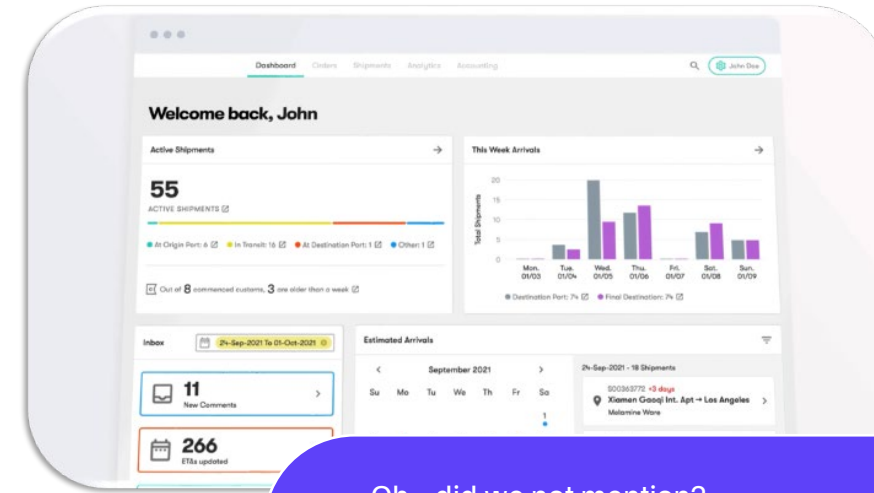 Dashboard Orders Shipments Analytics Accounting
John Doe
Welcome back, John
Active Shipments
55
ACTIVE SHIPMENTS
At Origin Port: 6 In Transit: 16 At Destination Port: 1 Other: 1
Out of 8 commenced customs, 3 are older than a week
This Week Arrivals
Total Shipments
20
15
10
5
0
Mon. Tue. Wed. Thu. Fri. Sat. Sun.
01/03 01/04 01/05 01/06 01/07 01/08 01/09
Destination Port: 74 Final Destination: 74
Inbox
24-Sep-2021 To 01-Oct-2021
11
New Comments
266
ETAs updated
Estimated Arrivals
September 2021
Su Mo Tu We Th Fr Sa
1
24-Sep-2021 - 18 Shipments
S00363772 +3 days
Xiamen Gaoqi Int. Apt → Los Angeles
Melamine Ware
Oh - did we not mention?